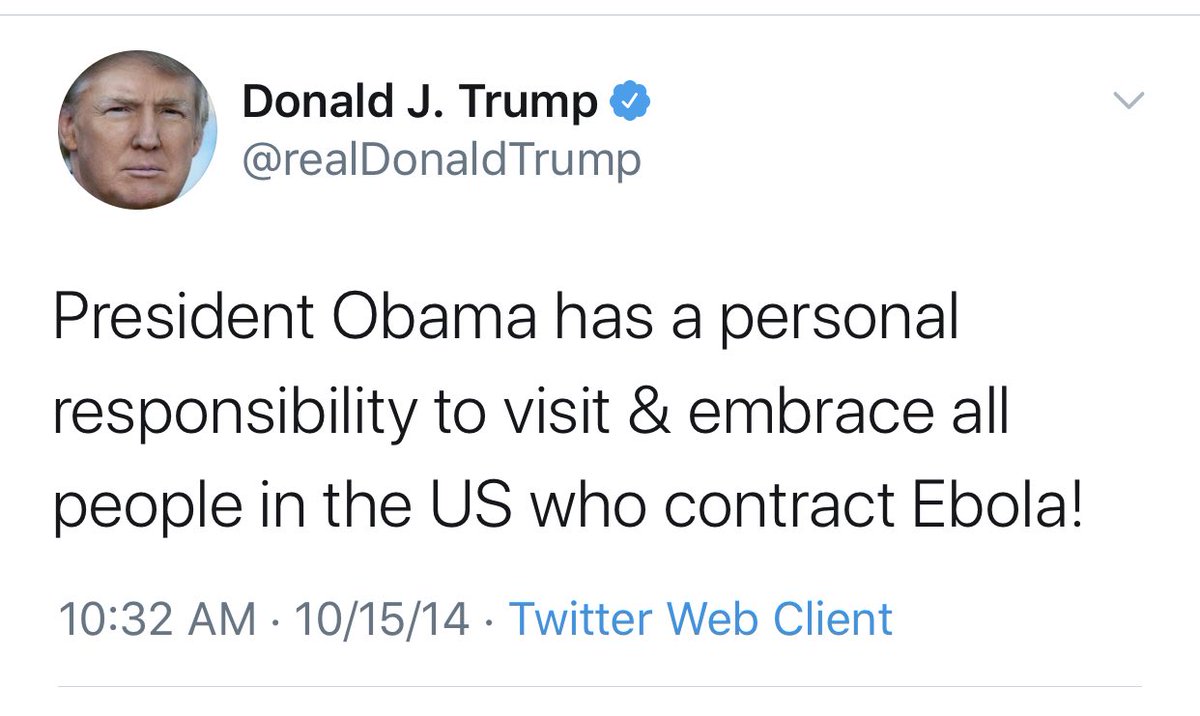 Donald J. Trump
@realDonaldTrump
President Obama has a personal
responsibility to visit & embrace all
people in the US who contract Ebola!
10:32 AM · 10/15/14 · Twitter Web Client